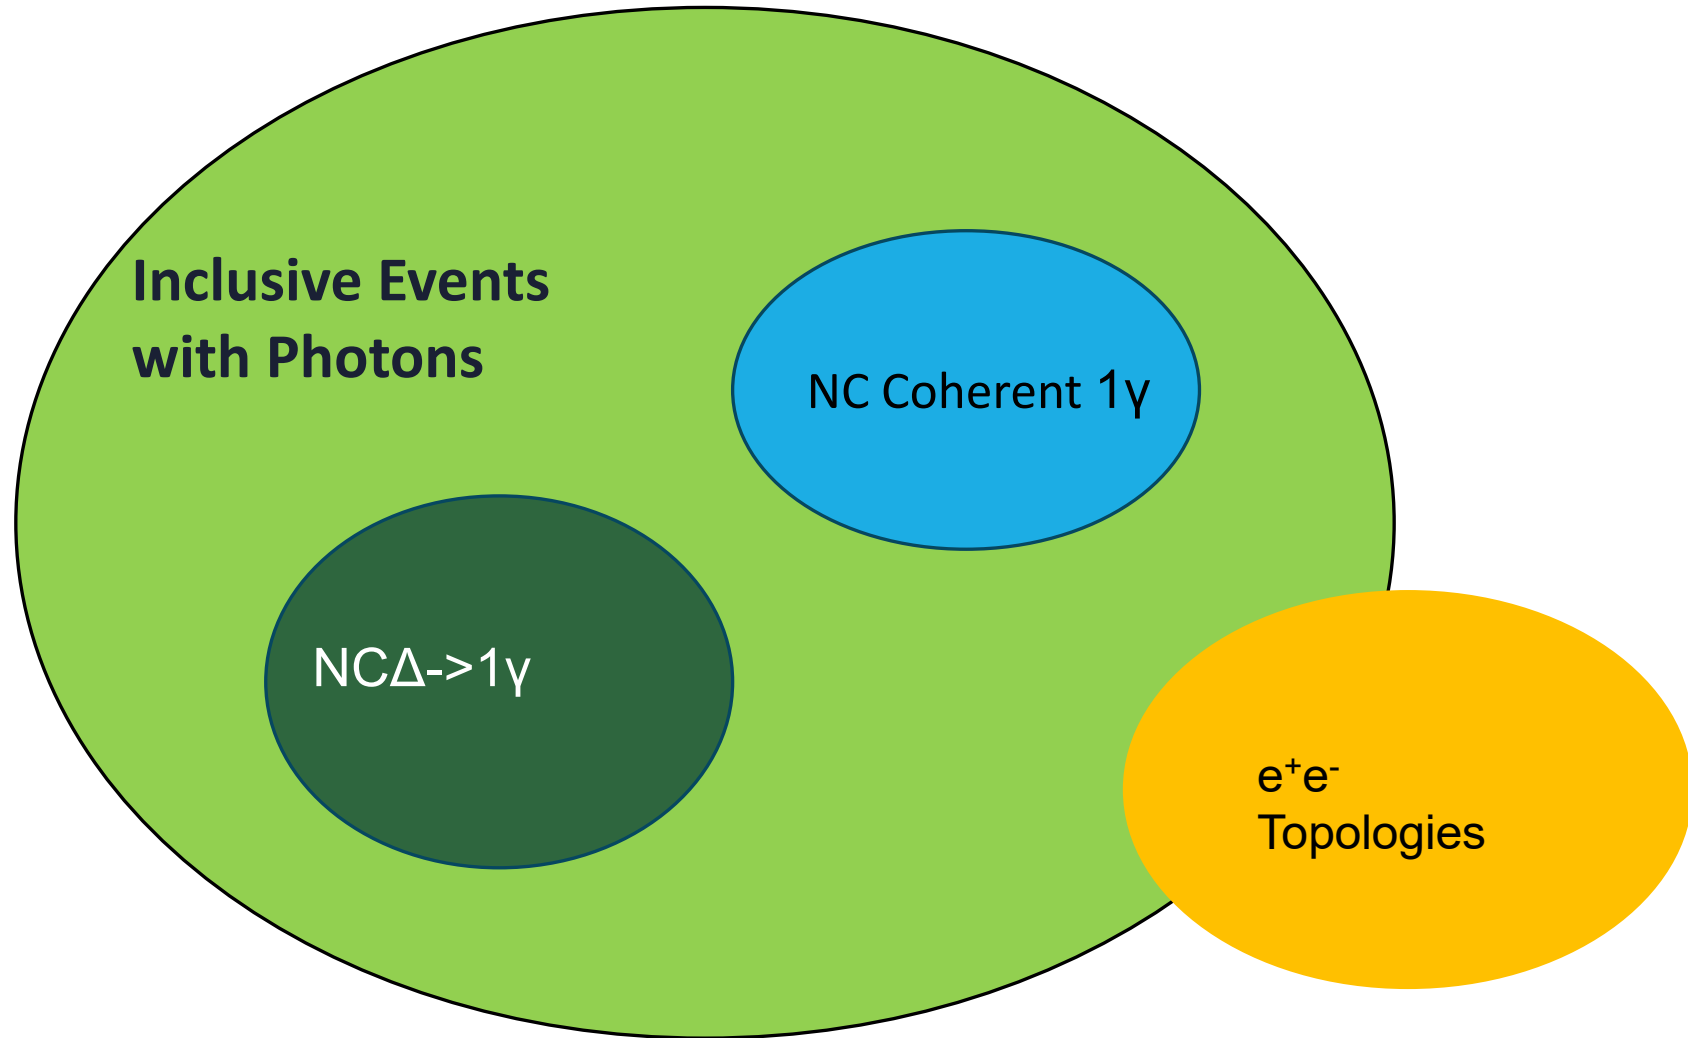 Inclusive Events
with Photons
NC Coherent 1γ
NCΔ->1γ
e⁺e⁻
Topologies